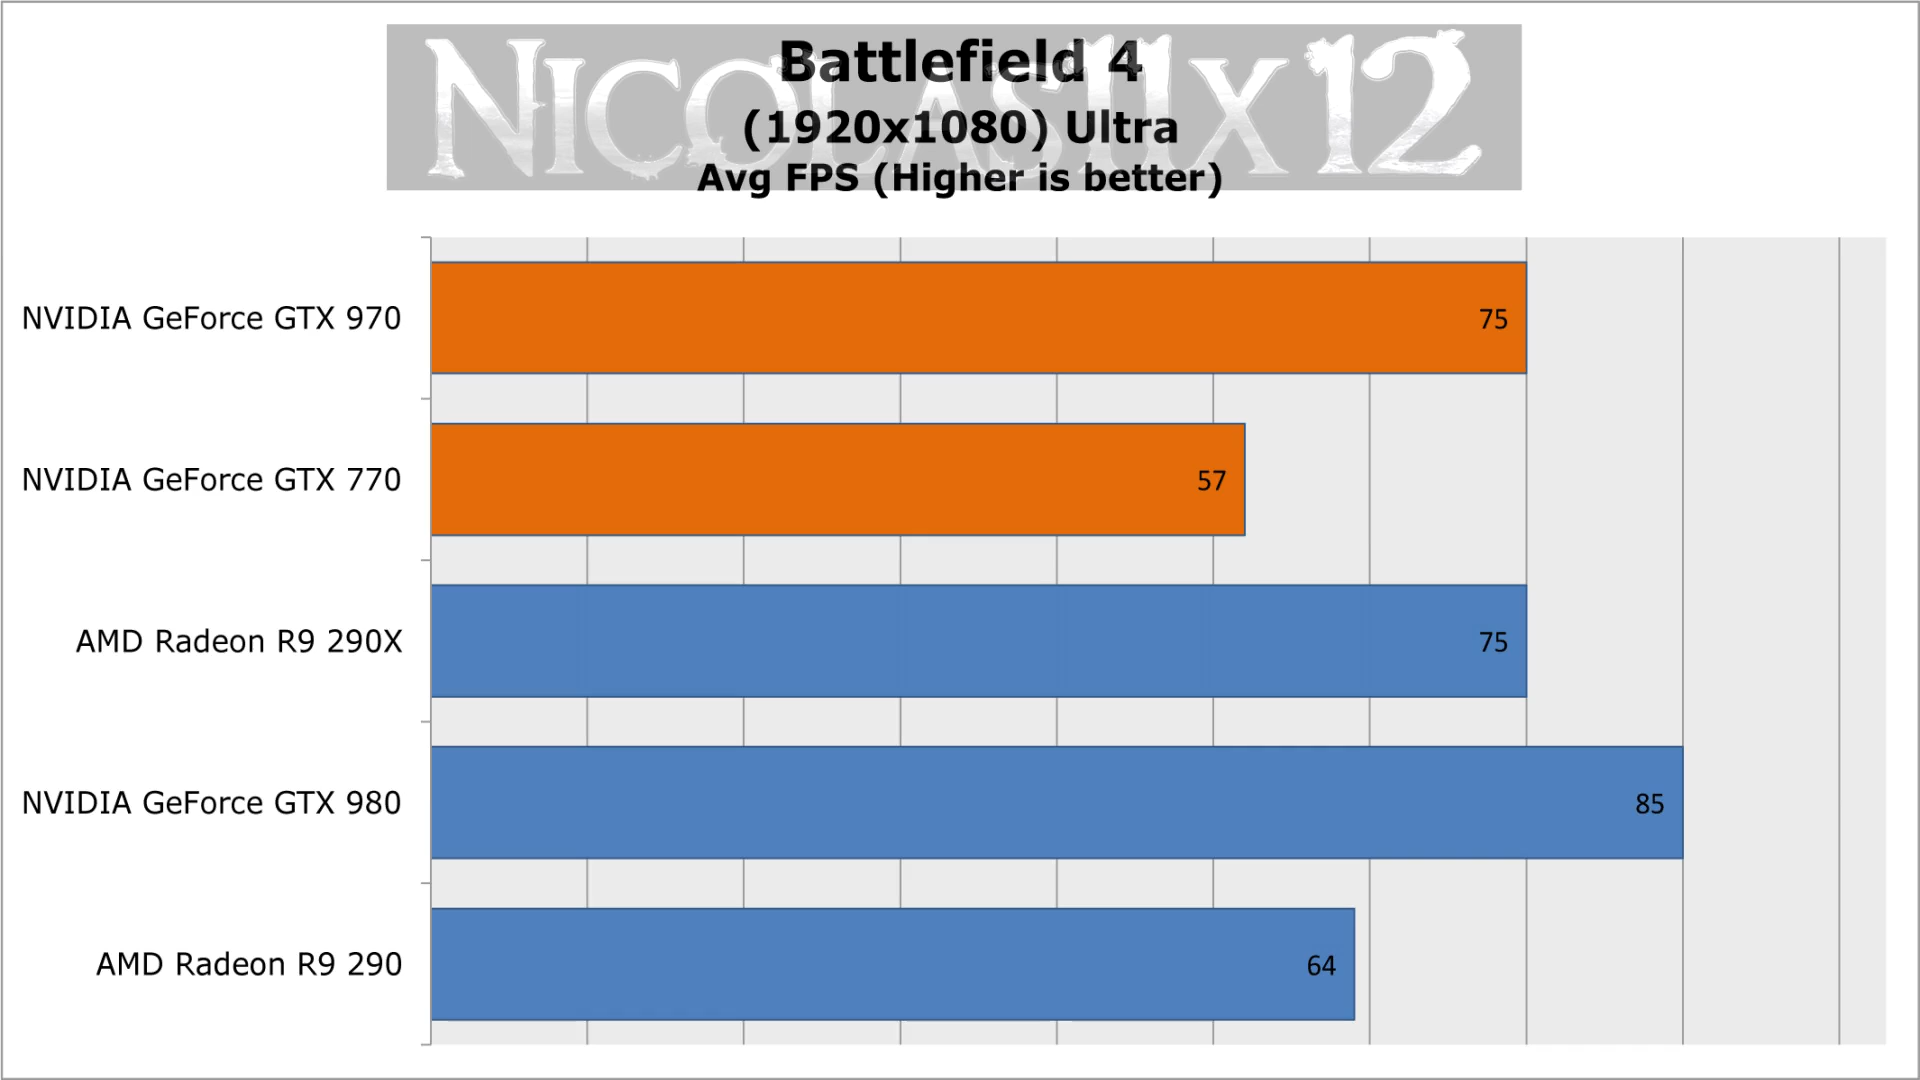 Nicolas11x12
Battlefield 4
(1920x1080) Ultra
Avg FPS (Higher is better)
NVIDIA GeForce GTX 970
75
NVIDIA GeForce GTX 770
57
AMD Radeon R9 290X
75
NVIDIA GeForce GTX 980
85
AMD Radeon R9 290
64